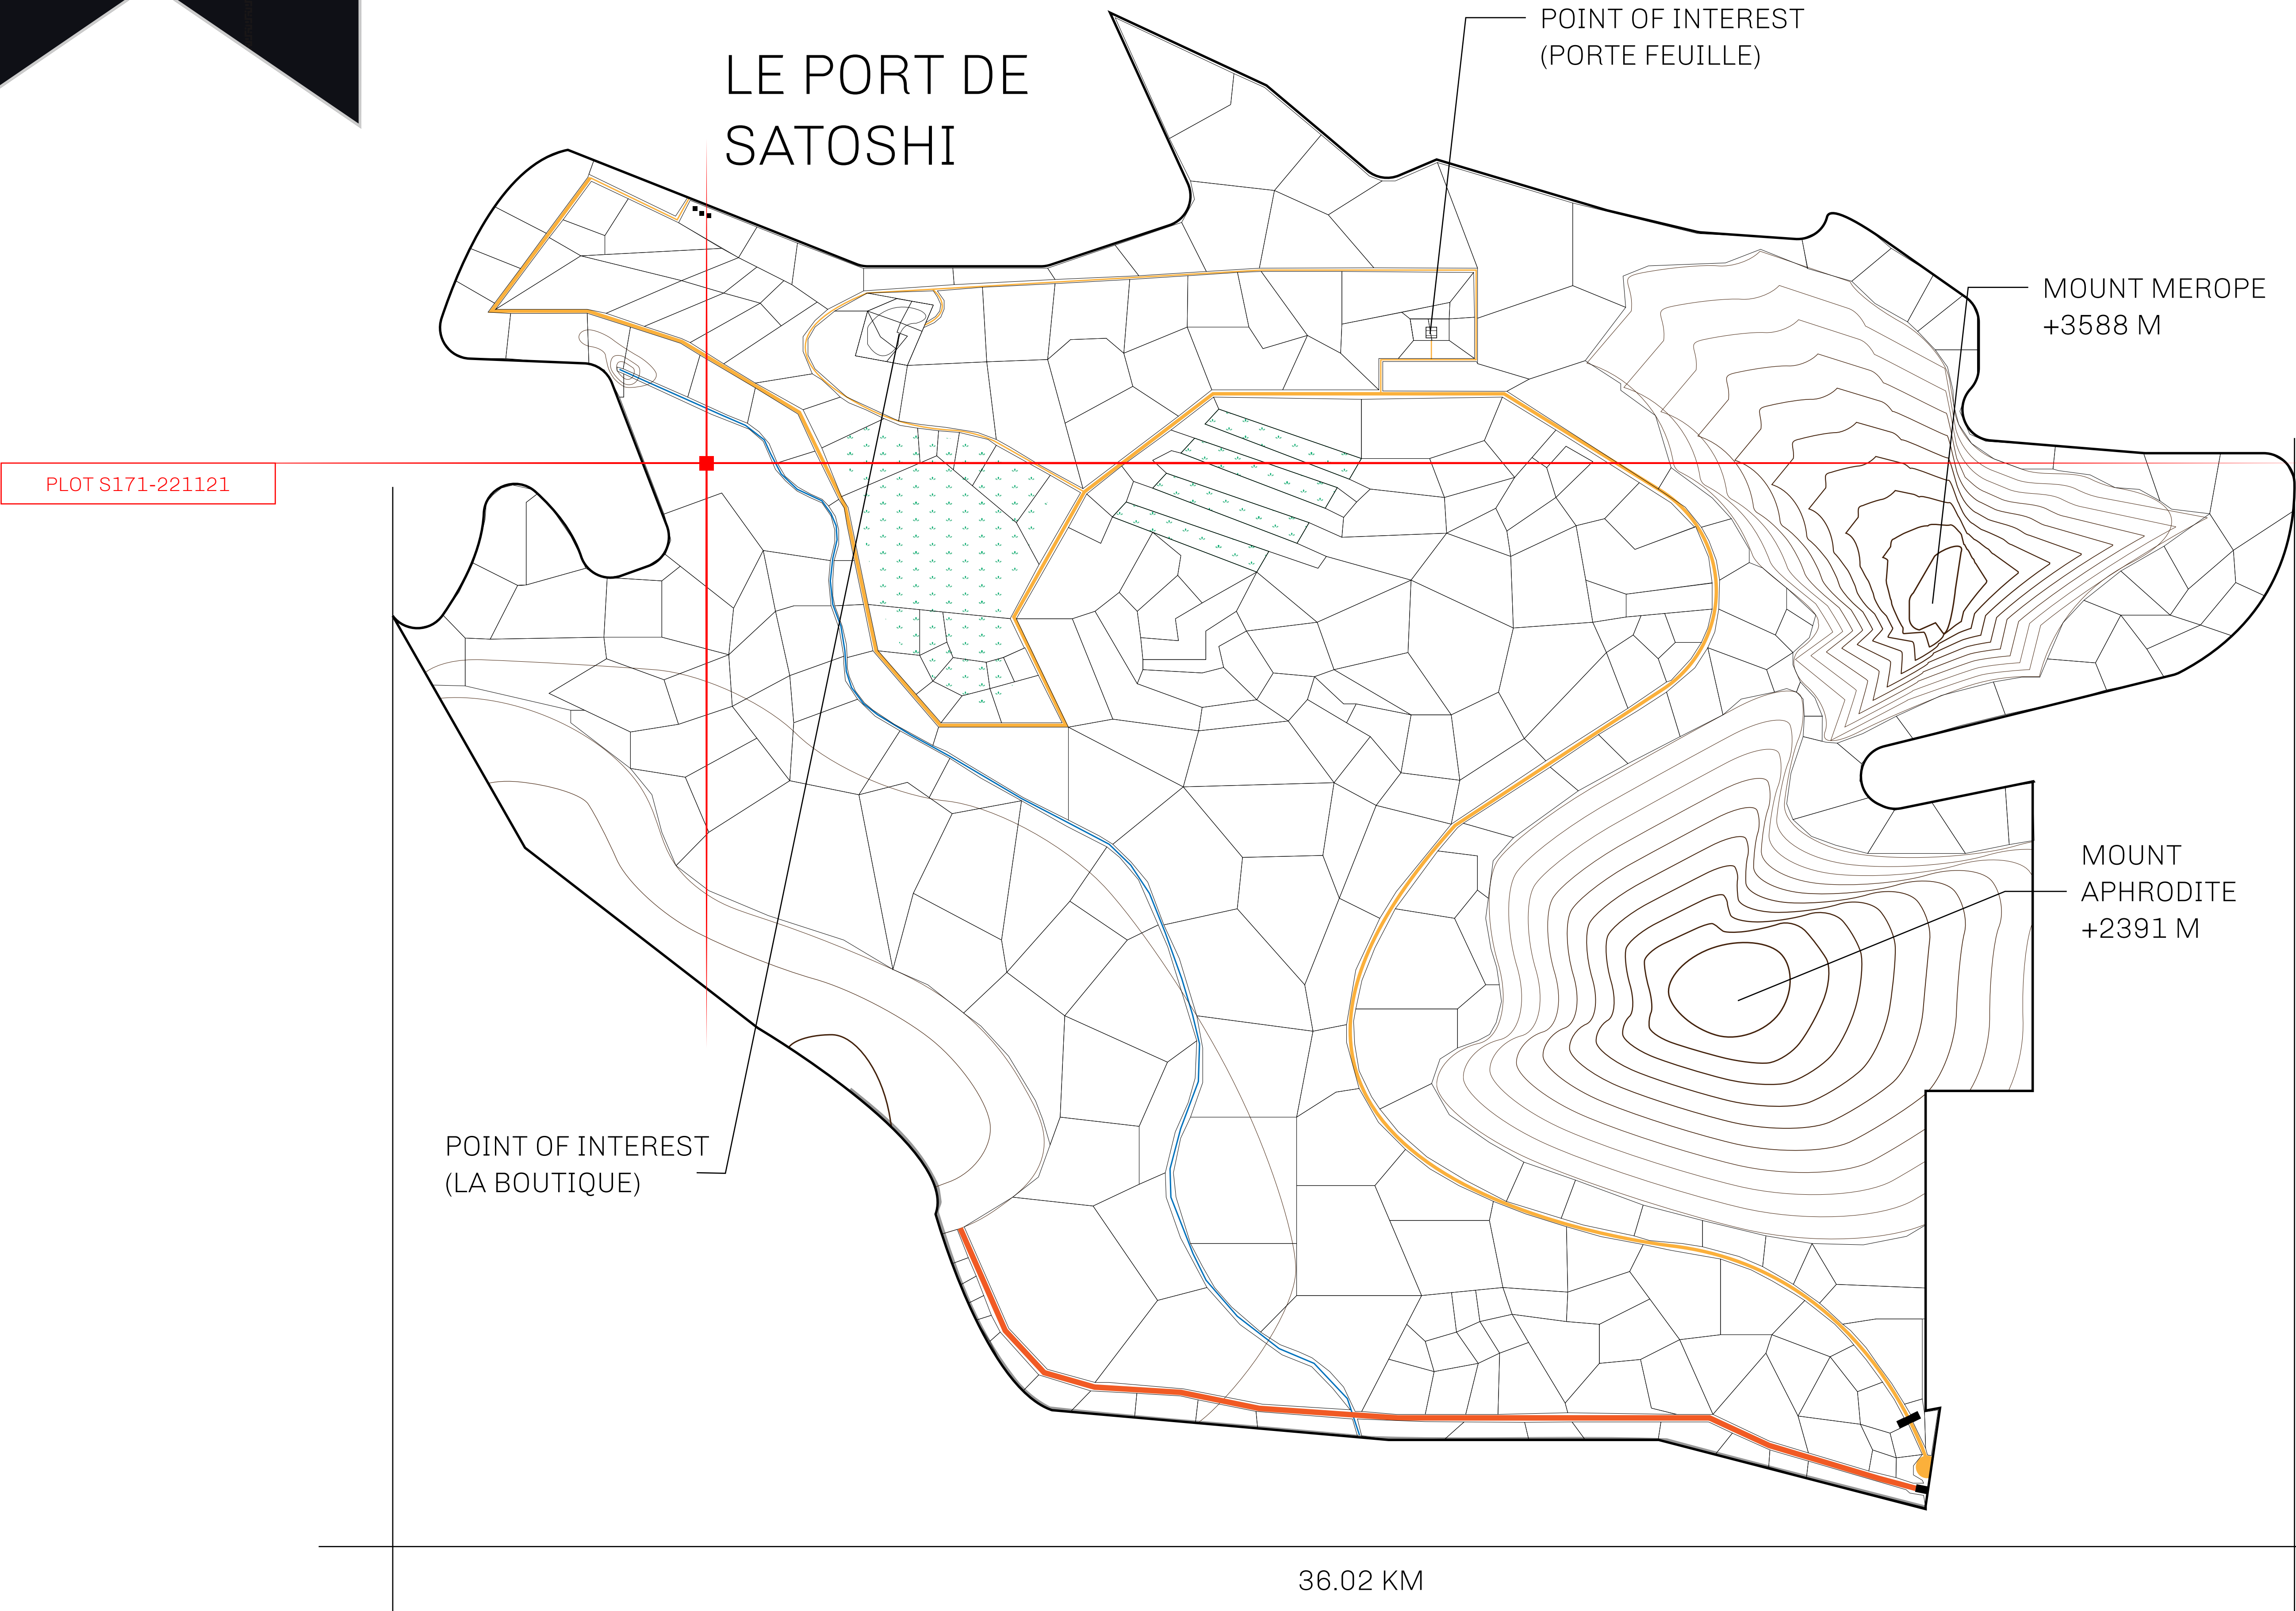 LE PORT DE
SATOSHI
POINT OF INTEREST
(PORTE FEUILLE)
MOUNT MEROPE
+3588 M
PLOT S171-221121
MOUNT
APHRODITE
+2391 M
POINT OF INTEREST
(LA BOUTIQUE)
36.02 KM